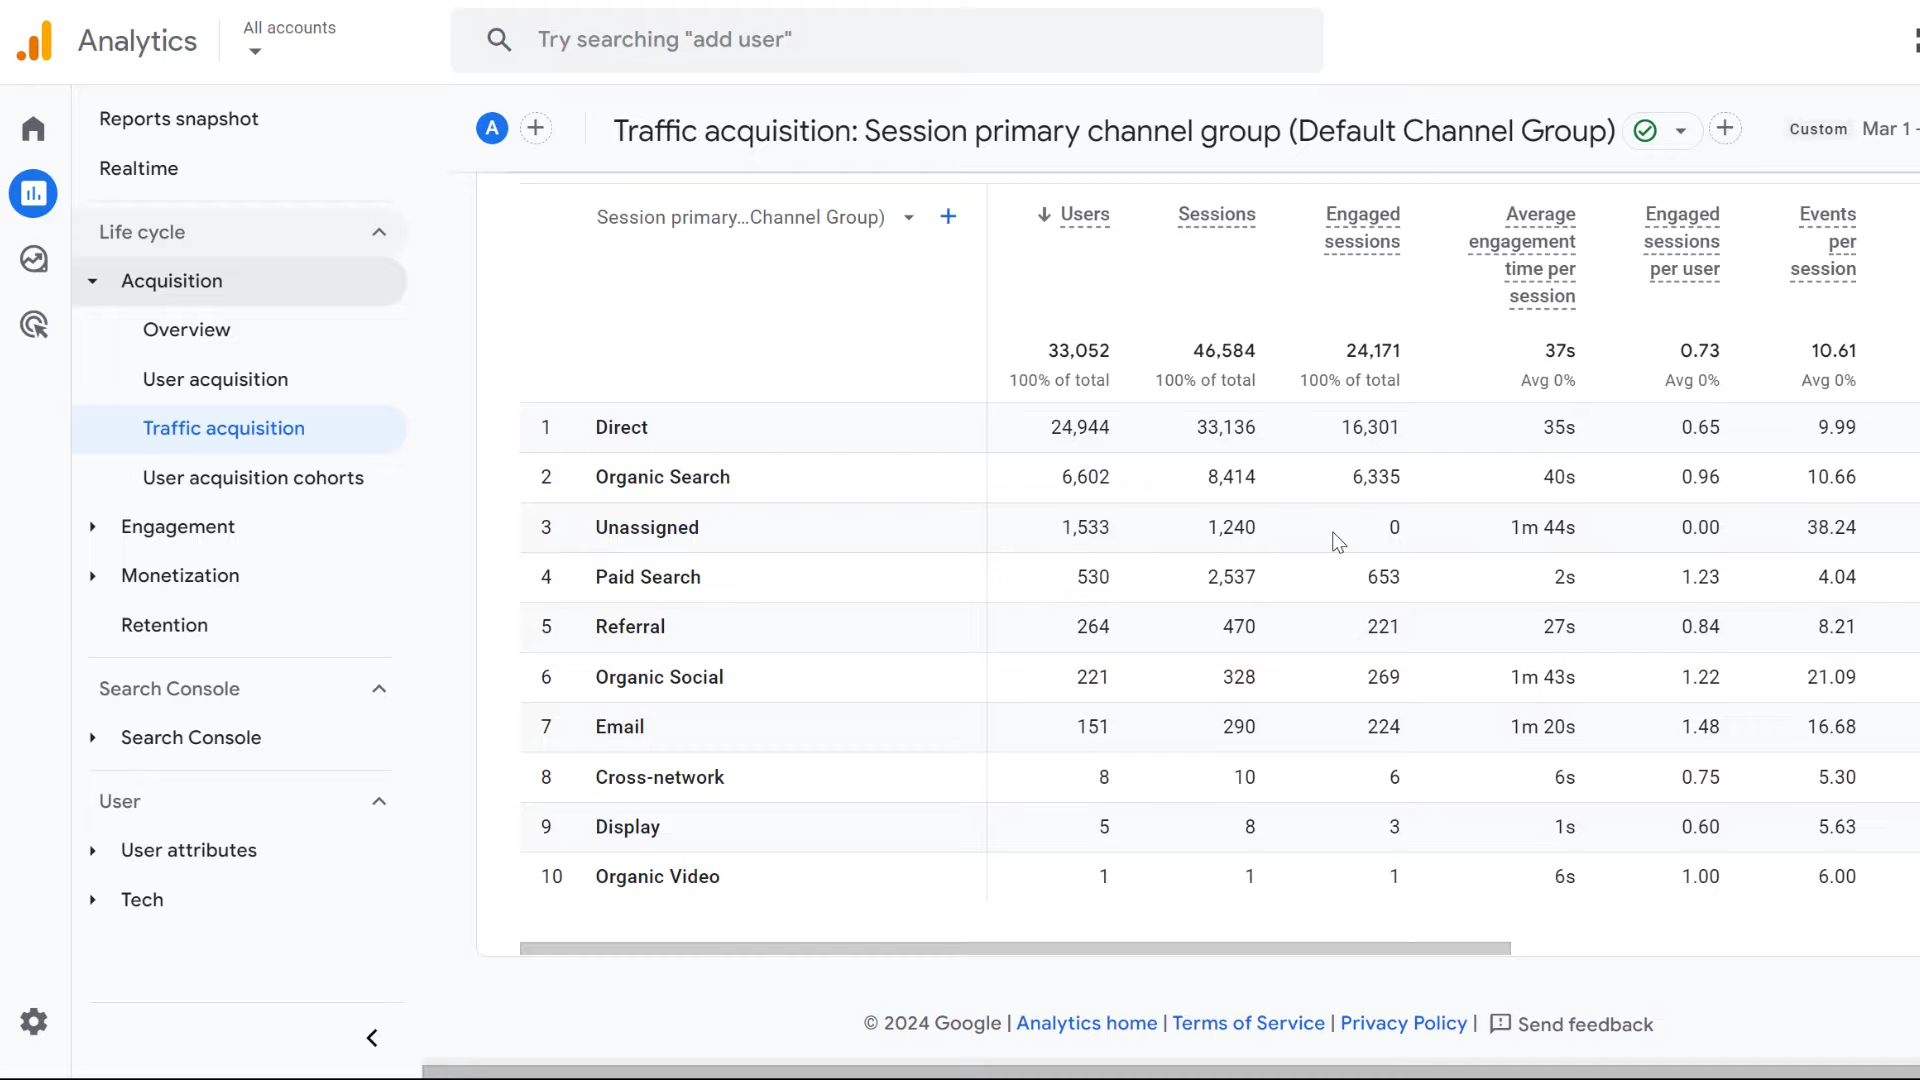 Analytics
All accounts
Try searching "add user"
Reports snapshot
Realtime
Life cycle
Acquisition
Overview
User acquisition
Traffic acquisition
User acquisition cohorts
Engagement
Monetization
Retention
Search Console
Search Console
User
User attributes
Tech
A
Traffic acquisition: Session primary channel group (Default Channel Group)
Custom Mar 1 -
Session primary...Channel Group)
Users
Sessions
Engaged
sessions
Average
engagement
time per
session
Engaged
sessions
per user
Events
per
session
33,052 46,584 24,171 37s 0.73 10.61
100% of total 100% of total 100% of total Avg 0% Avg 0% Avg 0%
1 Direct 24,944 33,136 16,301 35s 0.65 9.99
2 Organic Search 6,602 8,414 6,335 40s 0.96 10.66
3 Unassigned 1,533 1,240 0 1m 44s 0.00 38.24
4 Paid Search 530 2,537 653 2s 1.23 4.04
5 Referral 264 470 221 27s 0.84 8.21
6 Organic Social 221 328 269 1m 43s 1.22 21.09
7 Email 151 290 224 1m 20s 1.48 16.68
8 Cross-network 8 10 6 6s 0.75 5.30
9 Display 5 8 3 1s 0.60 5.63
10 Organic Video 1 1 1 6s 1.00 6.00
© 2024 Google | Analytics home | Terms of Service | Privacy Policy | Send feedback